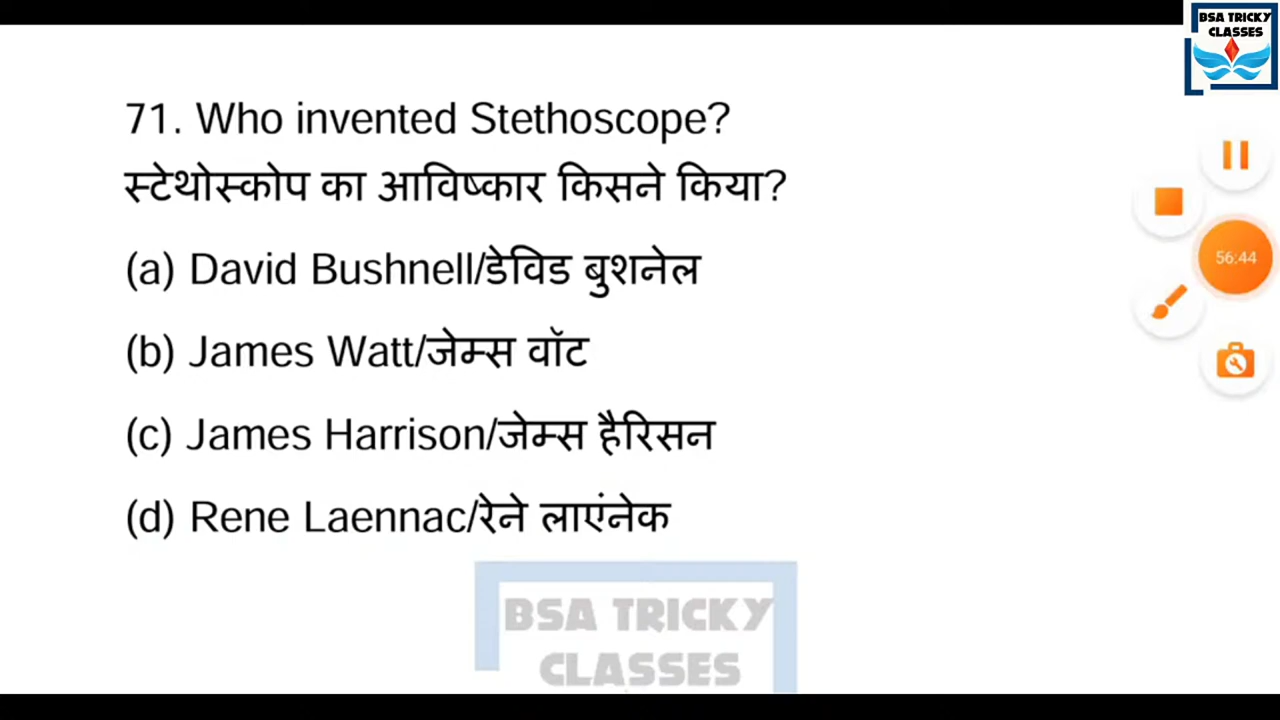 BSA TRICKY
CLASSES
71. Who invented Stethoscope?
स्टेथोस्कोप का आविष्कार किसने किया?
(a) David Bushnell/डेविड बुशनेल
(b) James Watt/जेम्स वॉट
(c) James Harrison/जेम्स हैरिसन
(d) Rene Laennac/रेने लाएंनेक
56:44
BSA TRICKY
CLASSES